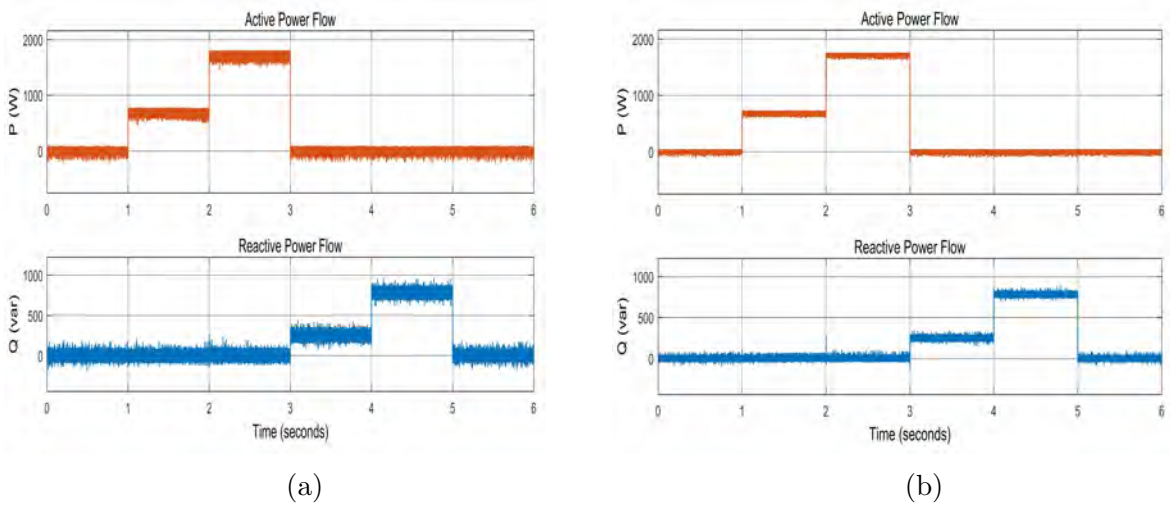 Active Power Flow
2000
1000
0
P (W)
0 1 2 3 4 5 6
Reactive Power Flow
1000
500
0
Q (var)
0 1 2 3 4 5 6
Time (seconds)
(a)
Active Power Flow
2000
1000
0
P (W)
0 1 2 3 4 5 6
Reactive Power Flow
1000
500
0
Q (var)
0 1 2 3 4 5 6
Time (seconds)
(b)